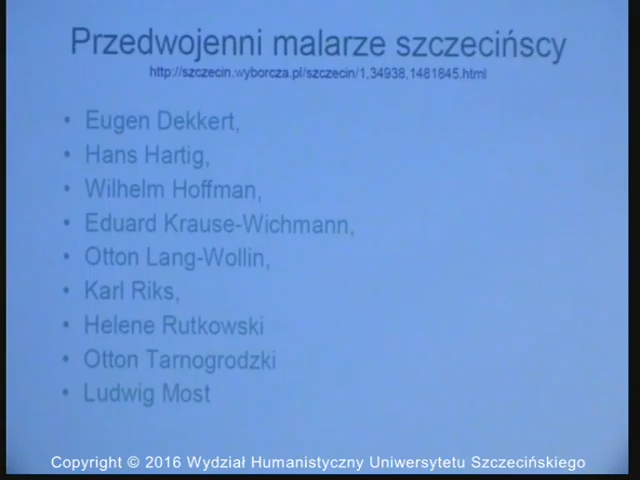 Przedwojenni malarze szczecińscy
http://szczecin.wyborcza.pl/szczecin/1,34938,1481845.html
• Eugen Dekkert,
• Hans Hartig,
• Wilhelm Hoffman,
• Eduard Krause-Wichmann,
• Otton Lang-Wollin,
• Karl Riks,
• Helene Rutkowski
• Otton Tarnogrodzki
• Ludwig Most
Copyright © 2016 Wydział Humanistyczny Uniwersytetu Szczecińskiego